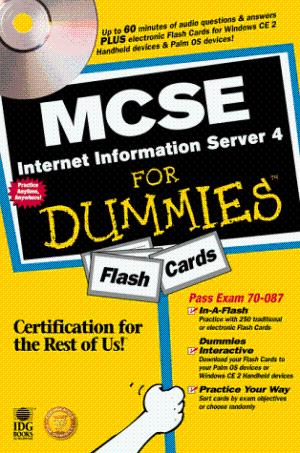 Up to 60 minutes of audio questions & answers
PLUS electronic Flash Cards for Windows CE 2
Handheld devices & Palm OS devices!
MCSE
Internet Information Server 4
Practice
Anytime,
Anywhere!
FOR
DUMMIES™
Flash Cards
Pass Exam 70-087
In-A-Flash
Practice with 250 traditional
or electronic Flash Cards
Dummies
Interactive
Download your Flash Cards to
your Palm OS devices or
Windows CE 2 Handheld devices
Practice Your Way
Sort cards by exam objectives
or choose randomly
Certification for
the Rest of Us!™
IDG
BOOKS